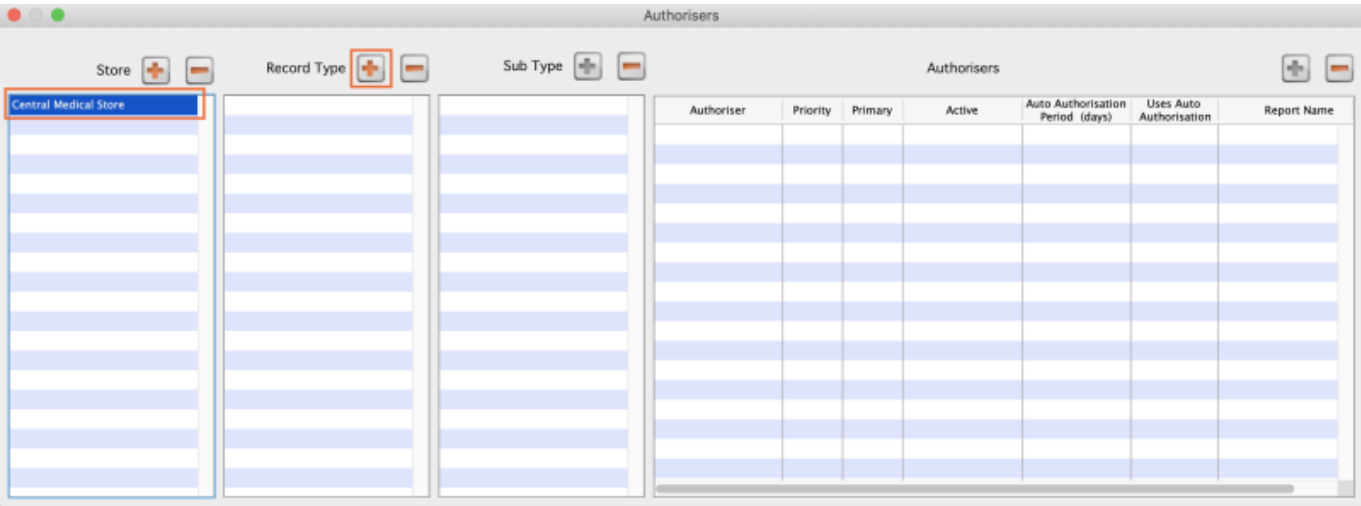 Authorisers
Store
Record Type
Sub Type
Authorisers
Central Medical Store
Authoriser
Priority
Primary
Active
Auto Authorisation
Period (days)
Uses Auto
Authorisation
Report Name